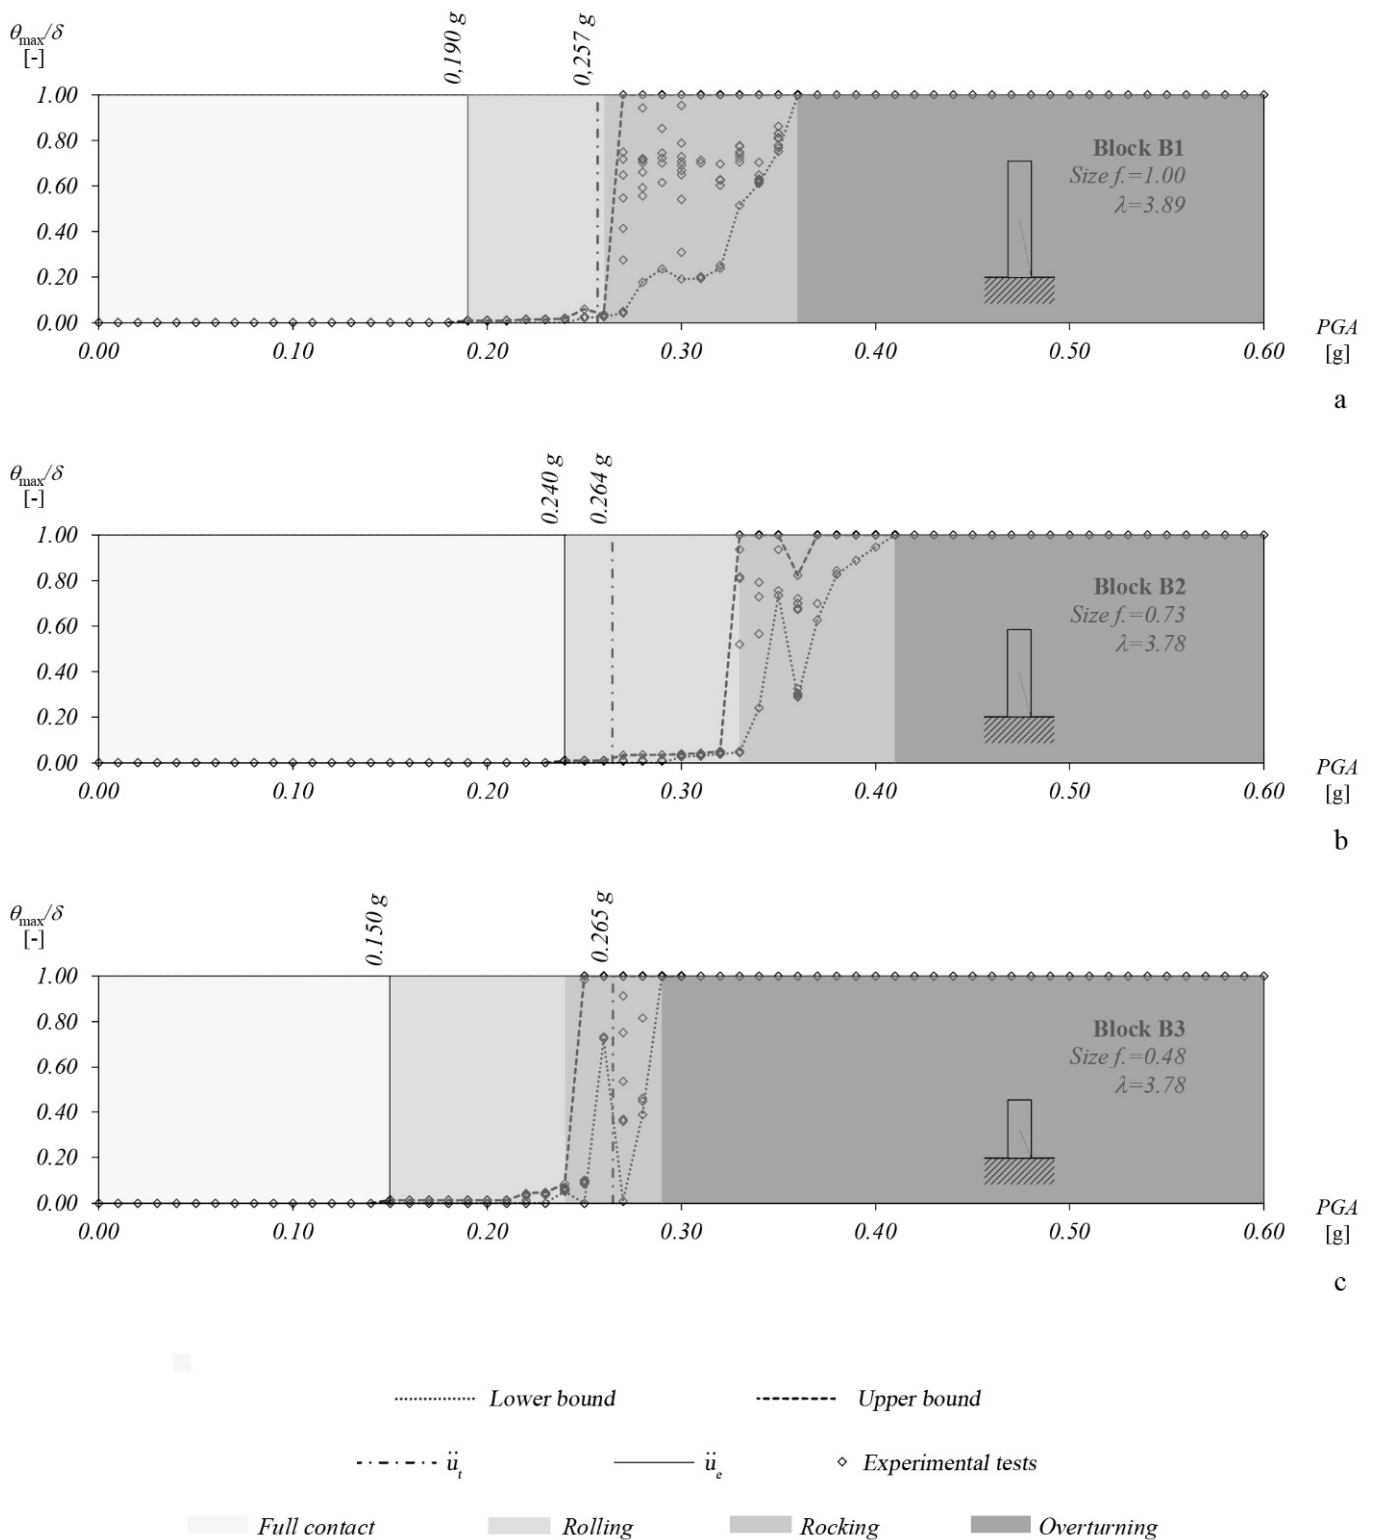 0,190 g
0,257 g
θmax/δ
[-]
1.00
0.80
0.60
0.40
0.20
0.00
Block B1
Size f.=1.00
λ=3.89
0.00 0.10 0.20 0.30 0.40 0.50 0.60
PGA
[g]
a
0.240 g
0.264 g
θmax/δ
[-]
1.00
0.80
0.60
0.40
0.20
0.00
Block B2
Size f.=0.73
λ=3.78
0.00 0.10 0.20 0.30 0.40 0.50 0.60
PGA
[g]
b
0.150 g
0.265 g
θmax/δ
[-]
1.00
0.80
0.60
0.40
0.20
0.00
Block B3
Size f.=0.48
λ=3.78
0.00 0.10 0.20 0.30 0.40 0.50 0.60
PGA
[g]
c
Lower bound Upper bound
üt üe Experimental tests
Full contact Rolling Rocking Overturning